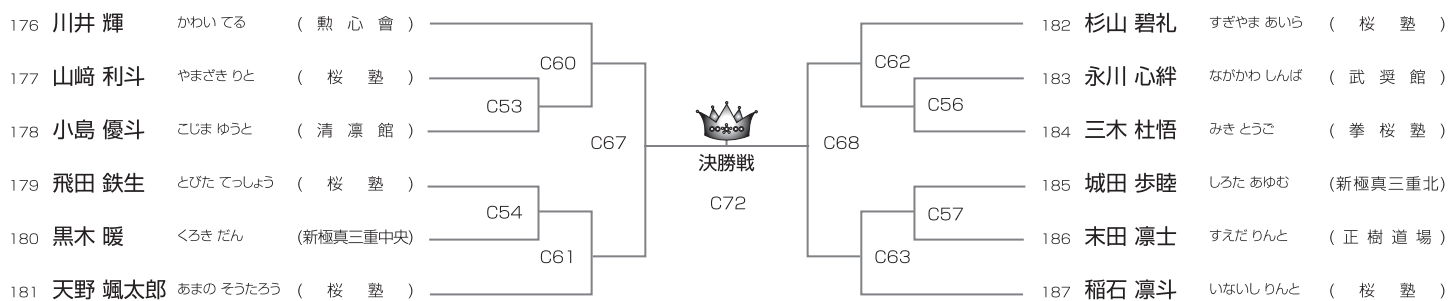 176 川井 輝 かわい てる ( 勲 心 會 )
177 山﨑 利斗 やまざき りと ( 桜 塾 )
178 小島 優斗 こじま ゆうと ( 清 凛 館 )
179 飛田 鉄生 とびた てっしょう ( 桜 塾 )
180 黒木 暖 くろき だん (新極真三重中央)
181 天野 颯太郎 あまの そうたろう ( 桜 塾 )
C60
C53
C67
C54
C61
決勝戦
C72
C62
C56
C68
C57
C63
182 杉山 碧礼 すぎやま あいら ( 桜 塾 )
183 永川 心絆 ながかわ しんば ( 武 奨 館 )
184 三木 杜悟 みき とうご ( 拳 桜 塾 )
185 城田 歩睦 しろた あゆむ (新極真三重北)
186 末田 凛士 すえだ りんと ( 正 樹 道 場 )
187 稲石 凛斗 いないし りんと ( 桜 塾 )